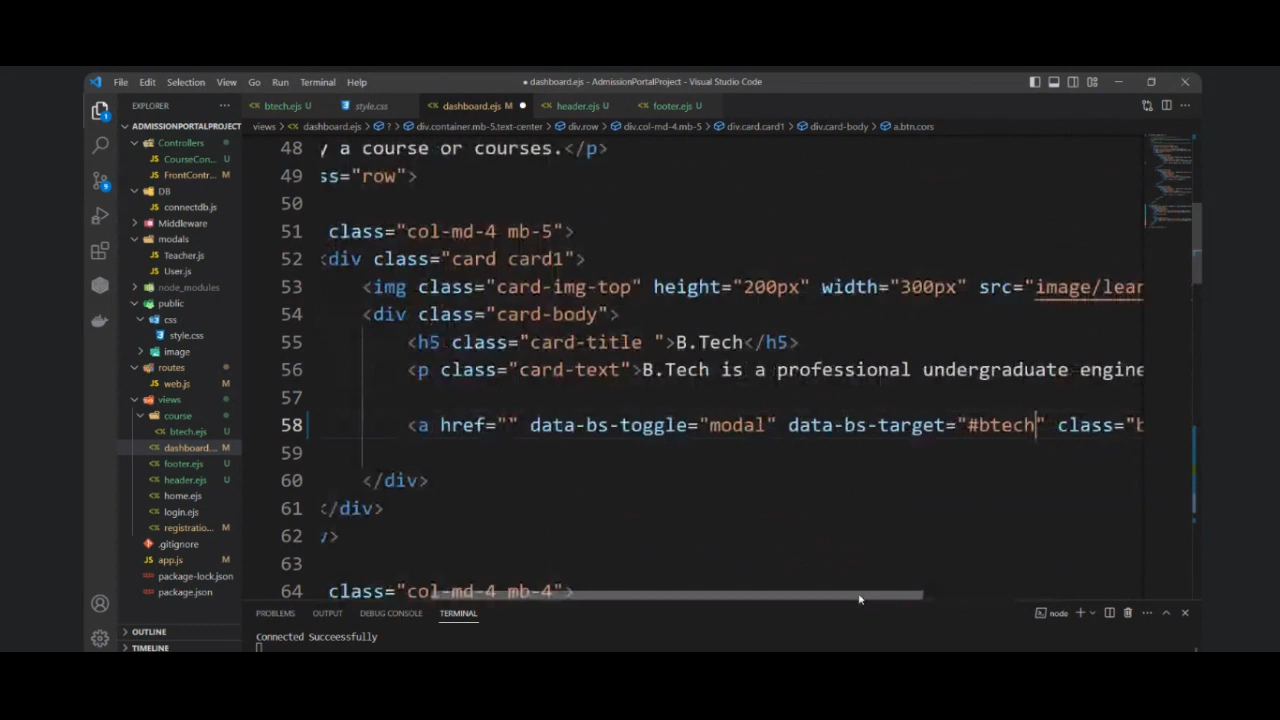 File Edit Selection View Go Run Terminal Help
● dashboard.ejs - AdmissionPortalProject - Visual Studio Code
EXPLORER ···
btech.ejs U style.css dashboard.ejs M ● header.ejs U footer.ejs U
views > dashboard.ejs > ? > div.container.mb-5.text-center > div.row > div.col-md-4.mb-5 > div.card.card1 > div.card-body > a.btn.cors
ADMISSIONPORTALPROJECT
Controllers
CourseCon... U
FrontContr... M
DB
connectdb.js
Middleware
modals
Teacher.js
User.js
node_modules
public
css
style.css
image
routes
web.js M
views
course
btech.ejs U
dashboard.... M
footer.ejs U
header.ejs U
home.ejs
login.ejs
registratio... M
.gitignore
app.js M
package-lock.json
package.json
OUTLINE
TIMELINE
1
9
48 y a course or courses.</p>
49 ss="row">
50
51 class="col-md-4 mb-5">
52 <div class="card card1">
53 <img class="card-img-top" height="200px" width="300px" src="image/lear
54 <div class="card-body">
55 <h5 class="card-title ">B.Tech</h5>
56 <p class="card-text">B.Tech is a professional undergraduate engine
57
58 <a href="" data-bs-toggle="modal" data-bs-target="#btech" class="b
59
60 </div>
61 </div>
62 v>
63
64 class="col-md-4 mb-4">
PROBLEMS OUTPUT DEBUG CONSOLE TERMINAL
node
Connected Succeessfully